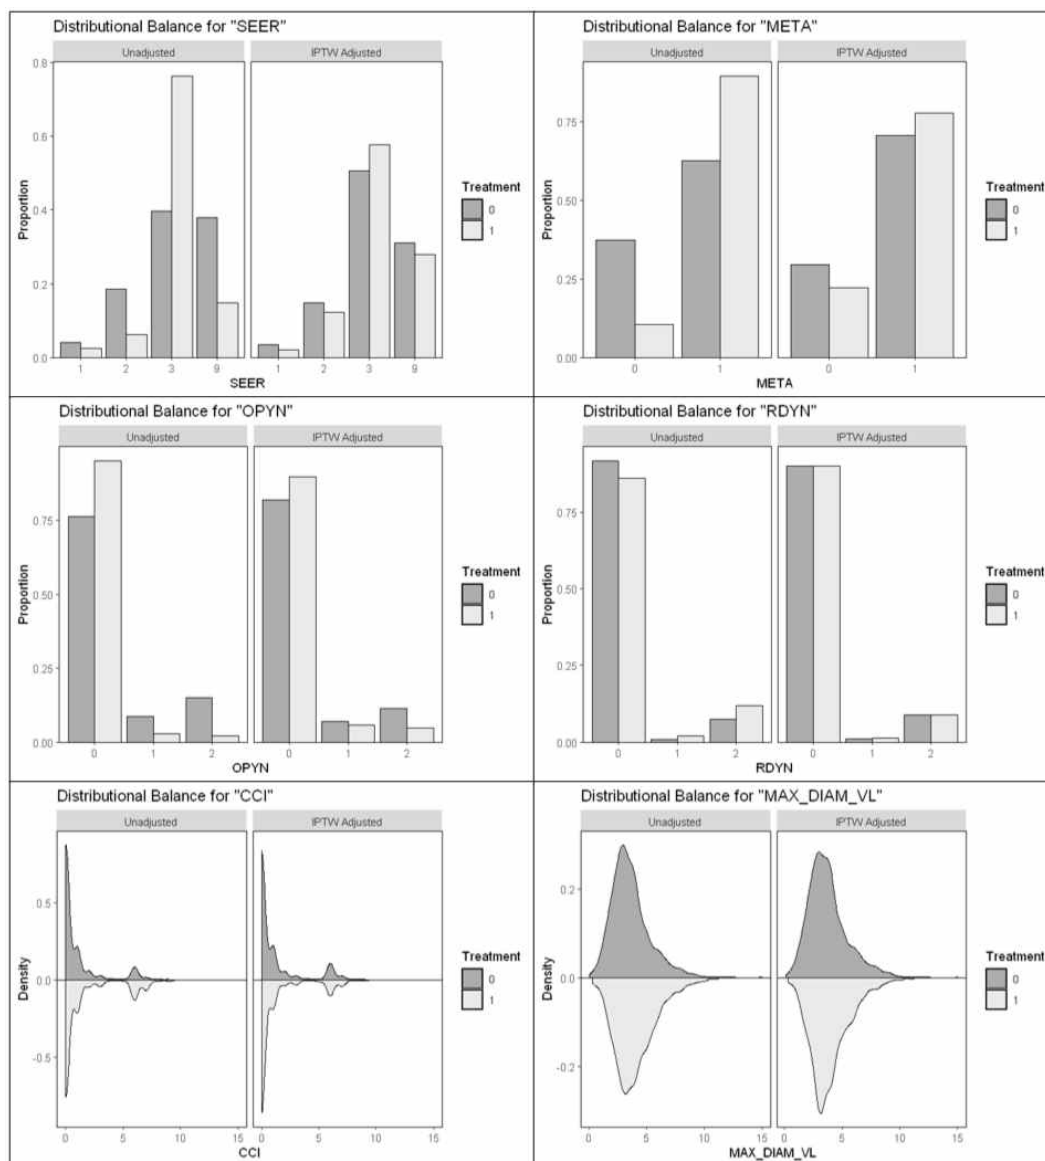 Distributional Balance for "SEER"
Unadjusted
IPTW Adjusted
Proportion
0.8
0.6
0.4
0.2
0.0
1 2 3 9 1 2 3 9
SEER
Treatment
0
1
Distributional Balance for "META"
Unadjusted
IPTW Adjusted
Proportion
0.75
0.50
0.25
0.00
0 1 0 1
META
Treatment
0
1
Distributional Balance for "OPYN"
Unadjusted
IPTW Adjusted
Proportion
0.75
0.50
0.25
0.00
0 1 2 0 1 2
OPYN
Treatment
0
1
Distributional Balance for "RDYN"
Unadjusted
IPTW Adjusted
Proportion
0.75
0.50
0.25
0.00
0 1 2 0 1 2
RDYN
Treatment
0
1
Distributional Balance for "CCI"
Unadjusted
IPTW Adjusted
Density
0.5
0.0
-0.5
0 5 10 15 0 5 10 15
CCI
Treatment
0
1
Distributional Balance for "MAX_DIAM_VL"
Unadjusted
IPTW Adjusted
Density
0.2
0.0
-0.2
0 5 10 15 0 5 10 15
MAX_DIAM_VL
Treatment
0
1